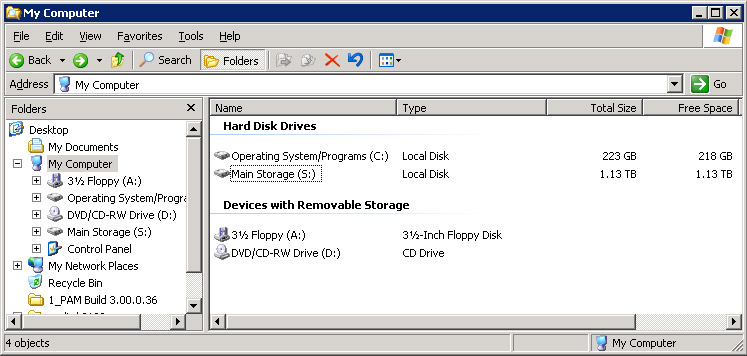 My Computer
File Edit View Favorites Tools Help
Back Search Folders
Address My Computer Go
Folders X
Name Type Total Size Free Space
Desktop
My Documents
My Computer
3½ Floppy (A:)
Operating System/Progra
DVD/CD-RW Drive (D:)
Main Storage (S:)
Control Panel
My Network Places
Recycle Bin
1_PAM Build 3.00.0.36
Hard Disk Drives
Operating System/Programs (C:) Local Disk 223 GB 218 GB
Main Storage (S:) Local Disk 1.13 TB 1.13 TB
Devices with Removable Storage
3½ Floppy (A:) 3½-Inch Floppy Disk
DVD/CD-RW Drive (D:) CD Drive
4 objects My Computer